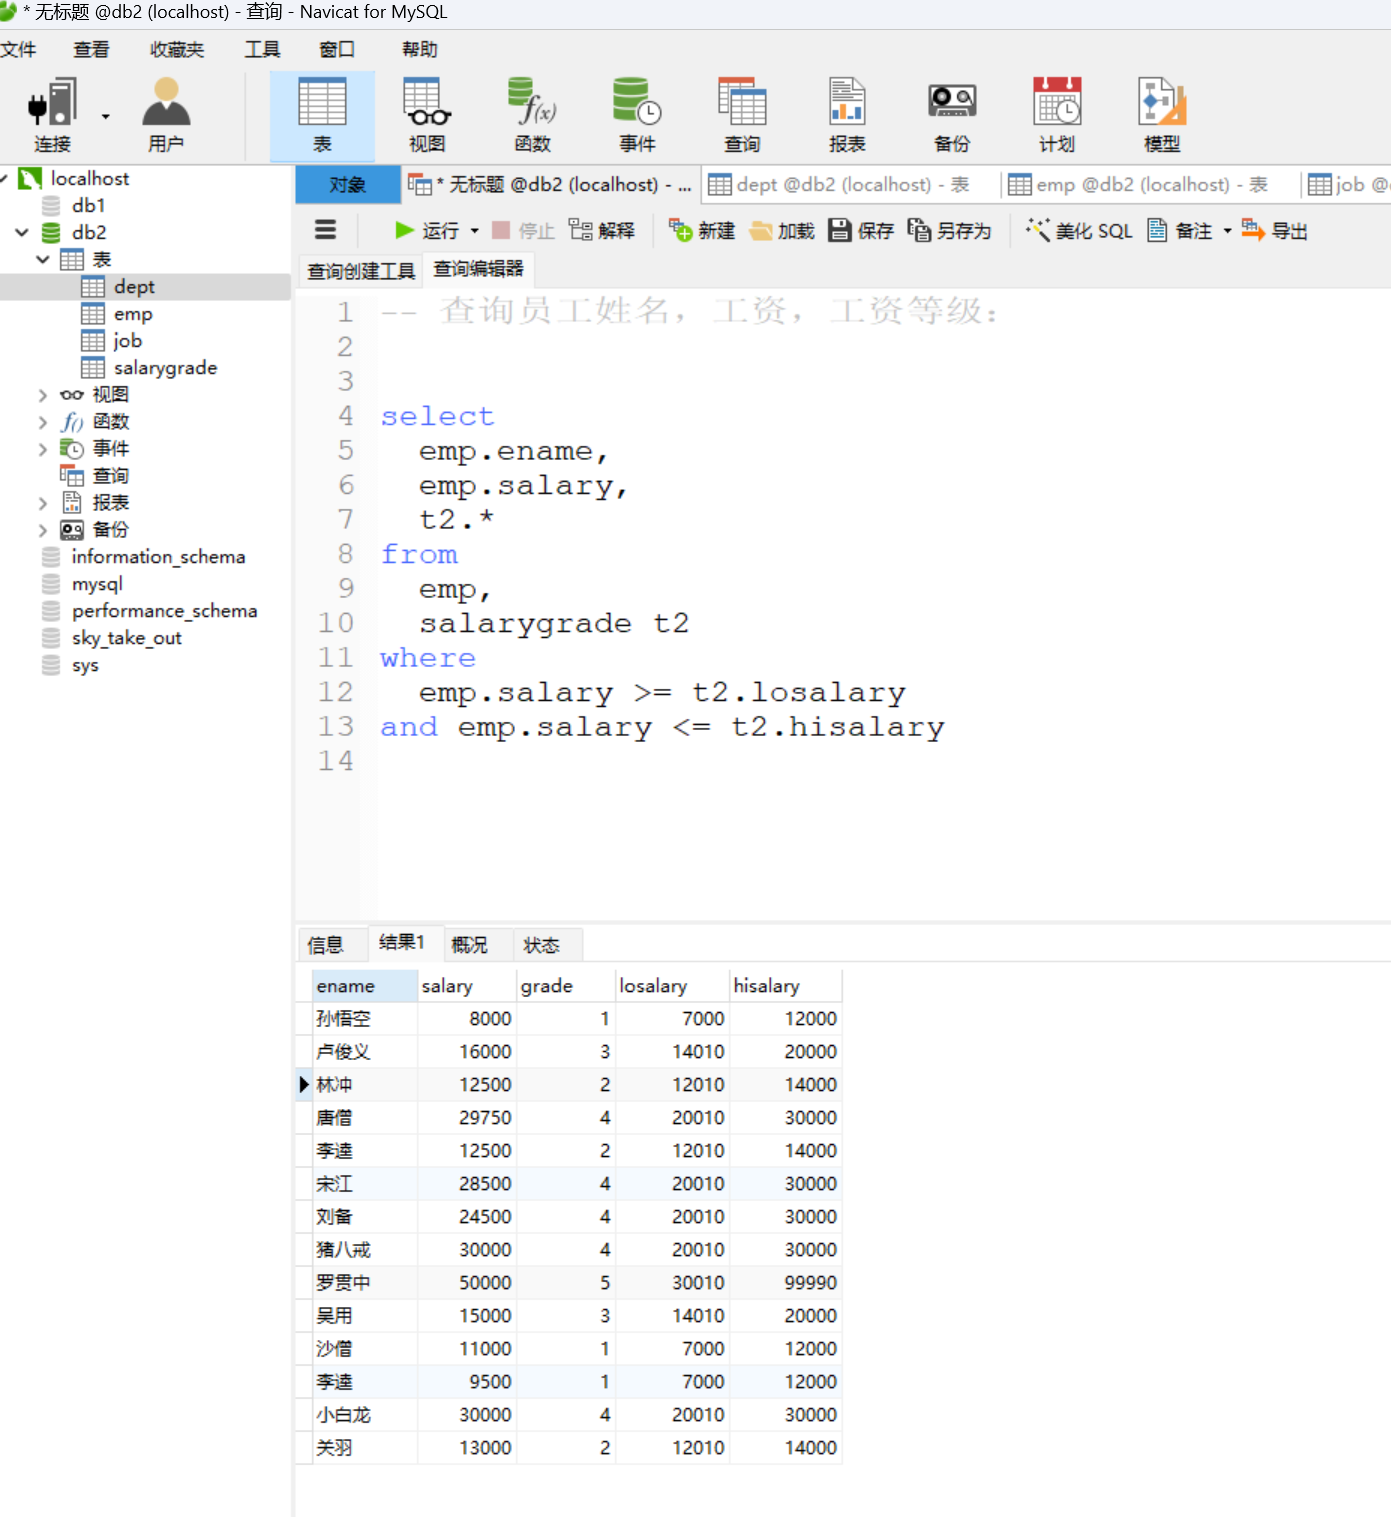 * 无标题 @db2 (localhost) - 查询 - Navicat for MySQL
文件 查看 收藏夹 工具 窗口 帮助
连接 用户 表 视图 函数 事件 查询 报表 备份 计划 模型
localhost
db1
db2
表
dept
emp
job
salarygrade
视图
函数
事件
查询
报表
备份
information_schema
mysql
performance_schema
sky_take_out
sys
对象 * 无标题 @db2 (localhost) - ... dept @db2 (localhost) - 表 emp @db2 (localhost) - 表 job @
运行 停止 解释 新建 加载 保存 另存为 美化 SQL 备注 导出
查询创建工具 查询编辑器
1 -- 查询员工姓名，工资，工资等级：
2
3
4 select
5 emp.ename,
6 emp.salary,
7 t2.*
8 from
9 emp,
10 salarygrade t2
11 where
12 emp.salary >= t2.losalary
13 and emp.salary <= t2.hisalary
14
信息 结果1 概况 状态
ename salary grade losalary hisalary
孙悟空 8000 1 7000 12000
卢俊义 16000 3 14010 20000
林冲 12500 2 12010 14000
唐僧 29750 4 20010 30000
李逵 12500 2 12010 14000
宋江 28500 4 20010 30000
刘备 24500 4 20010 30000
猪八戒 30000 4 20010 30000
罗贯中 50000 5 30010 99990
吴用 15000 3 14010 20000
沙僧 11000 1 7000 12000
李逵 9500 1 7000 12000
小白龙 30000 4 20010 30000
关羽 13000 2 12010 14000